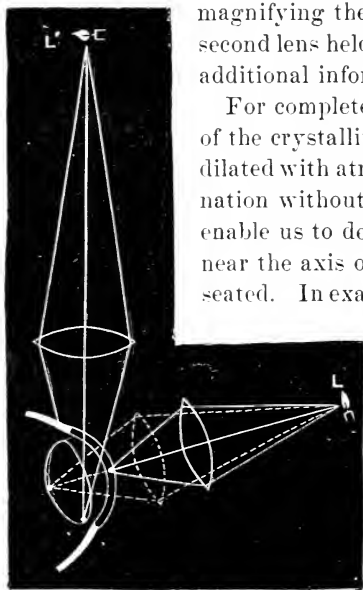 L'
magnifying the
second lens held
additional infor
For complete
of the crystalli
dilated with atr
nation without
enable us to de
near the axis o
seated. In exa
L